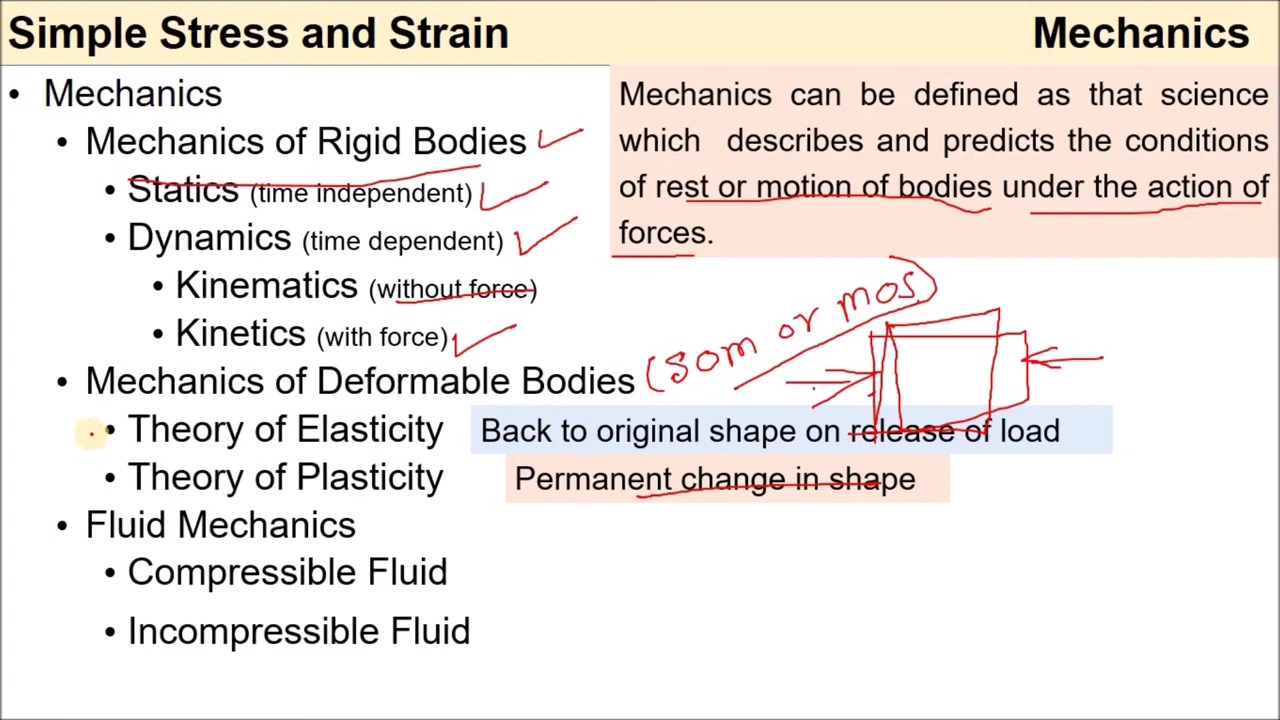 Simple Stress and Strain
Mechanics
• Mechanics
• Mechanics of Rigid Bodies
• Statics (time independent)
• Dynamics (time dependent)
• Kinematics (without force)
• Kinetics (with force)
• Mechanics of Deformable Bodies
(SOM or MOS)
• Theory of Elasticity
Back to original shape on release of load
• Theory of Plasticity
Permanent change in shape
• Fluid Mechanics
• Compressible Fluid
• Incompressible Fluid
Mechanics can be defined as that science
which describes and predicts the conditions
of rest or motion of bodies under the action of
forces.